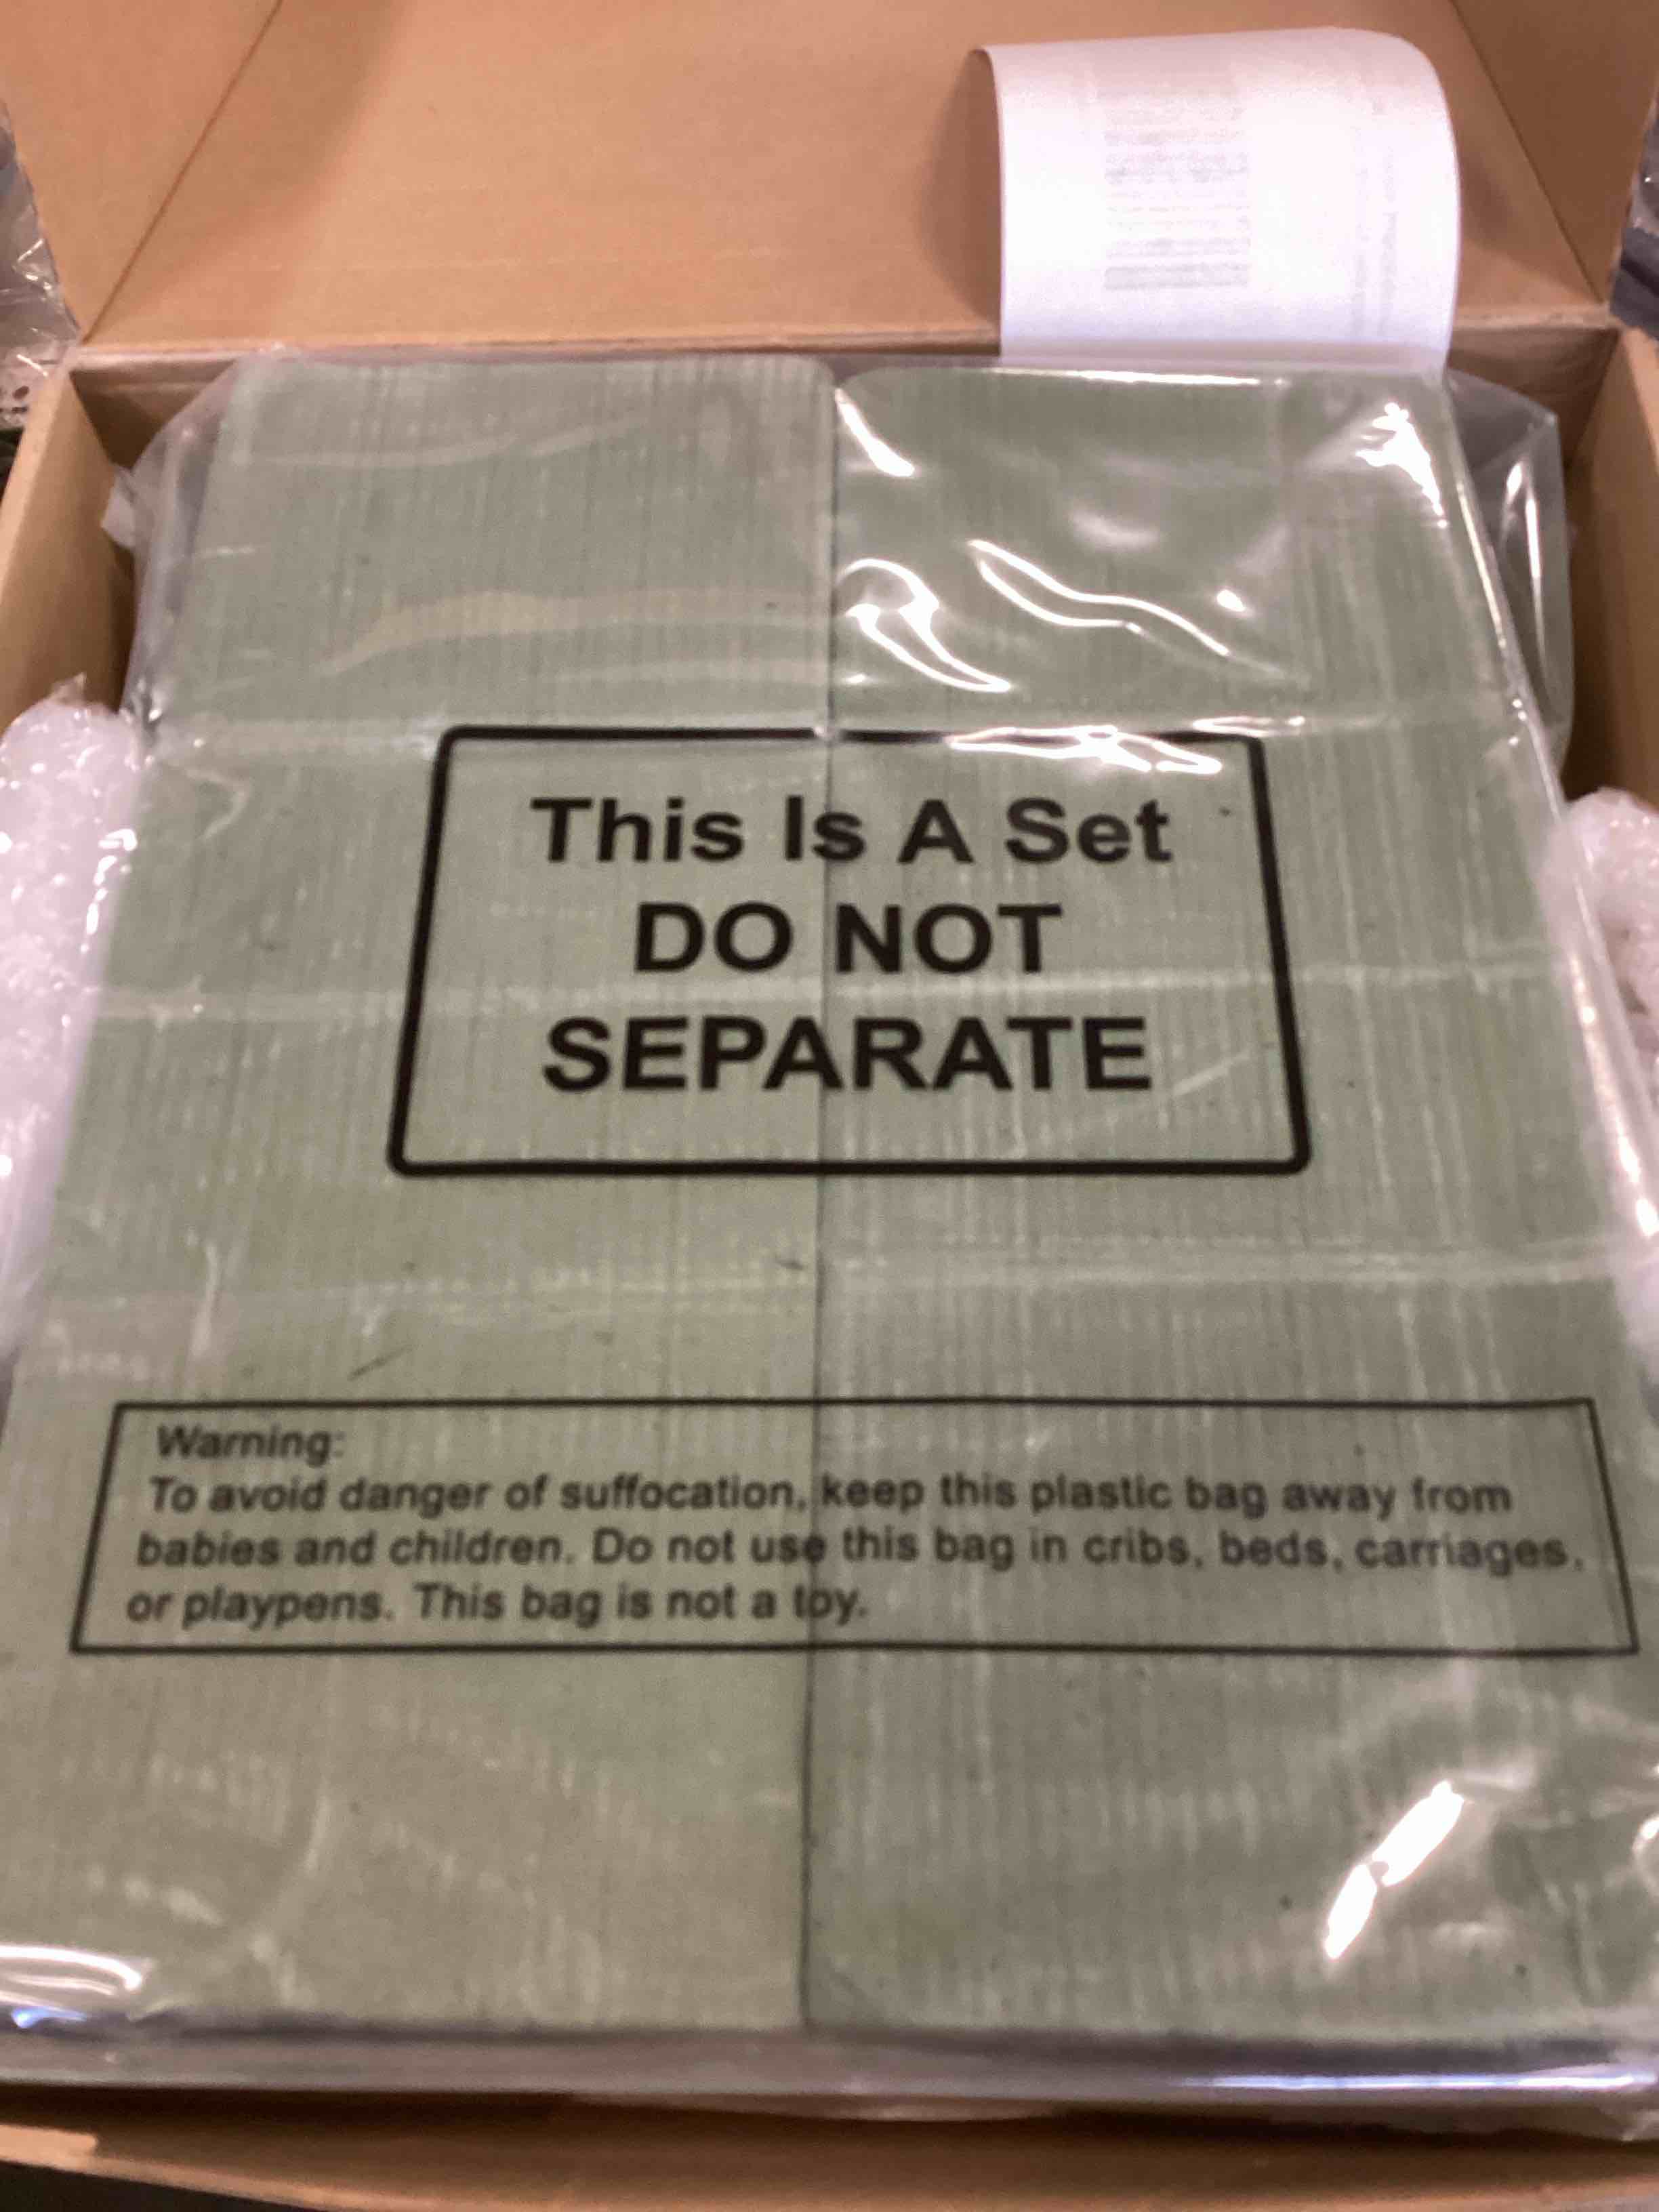 This Is A Set
DO NOT
SEPARATE
Warning:
To avoid danger of suffocation, keep this plastic bag away from
babies and children. Do not use this bag in cribs, beds, carriages,
or playpens. This bag is not a toy.